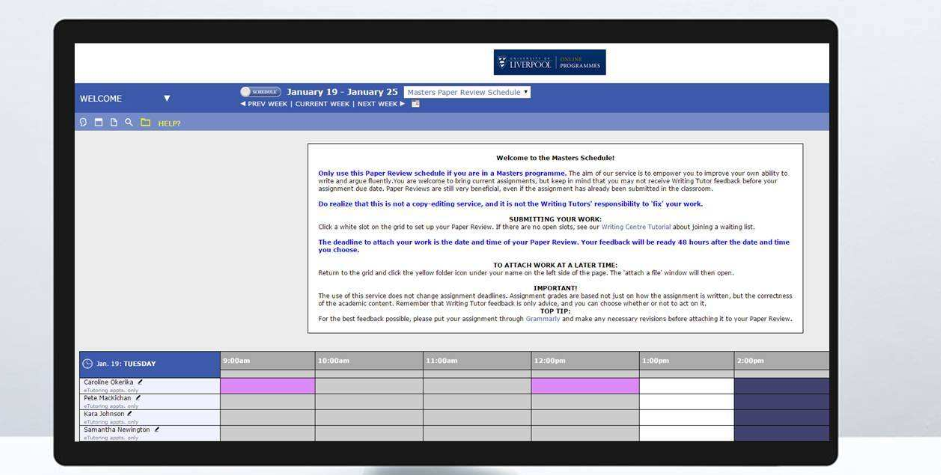 UNIVERSITY OF
LIVERPOOL
ONLINE
PROGRAMMES
WELCOME ▼
SCHEDULE January 19 - January 25 Masters Paper Review Schedule ▼
◄ PREV WEEK | CURRENT WEEK | NEXT WEEK ►
HELP?
Welcome to the Masters Schedule!
Only use this Paper Review schedule if you are in a Masters programme. The aim of our service is to empower you to improve your own ability to
write and argue fluently.You are welcome to bring current assignments, but keep in mind that you may not receive Writing Tutor feedback before your
assignment due date. Paper Reviews are still very beneficial, even if the assignment has already been submitted in the classroom.
Do realize that this is not a copy-editing service, and it is not the Writing Tutors' responsibility to 'fix' your work.
SUBMITTING YOUR WORK:
Click a white slot on the grid to set up your Paper Review. If there are no open slots, see our Writing Centre Tutorial about joining a waiting list.
The deadline to attach your work is the date and time of your Paper Review. Your feedback will be ready 48 hours after the date and time
you choose.
TO ATTACH WORK AT A LATER TIME:
Return to the grid and click the yellow folder icon under your name on the left side of the page. The 'attach a file' window will then open.
IMPORTANT!
The use of this service does not change assignment deadlines. Assignment grades are based not just on how the assignment is written, but the correctness
of the academic content. Remember that Writing Tutor feedback is only advice, and you can choose whether or not to act on it.
TOP TIP:
For the best feedback possible, please put your assignment through Grammarly and make any necessary revisions before attaching it to your Paper Review.
Jan. 19: TUESDAY 9:00am 10:00am 11:00am 12:00pm 1:00pm 2:00pm
Caroline Okerika
eTutoring appts. only
Pete MacKichan
eTutoring appts. only
Kara Johnson
eTutoring appts. only
Samantha Newington
eTutoring appts. only